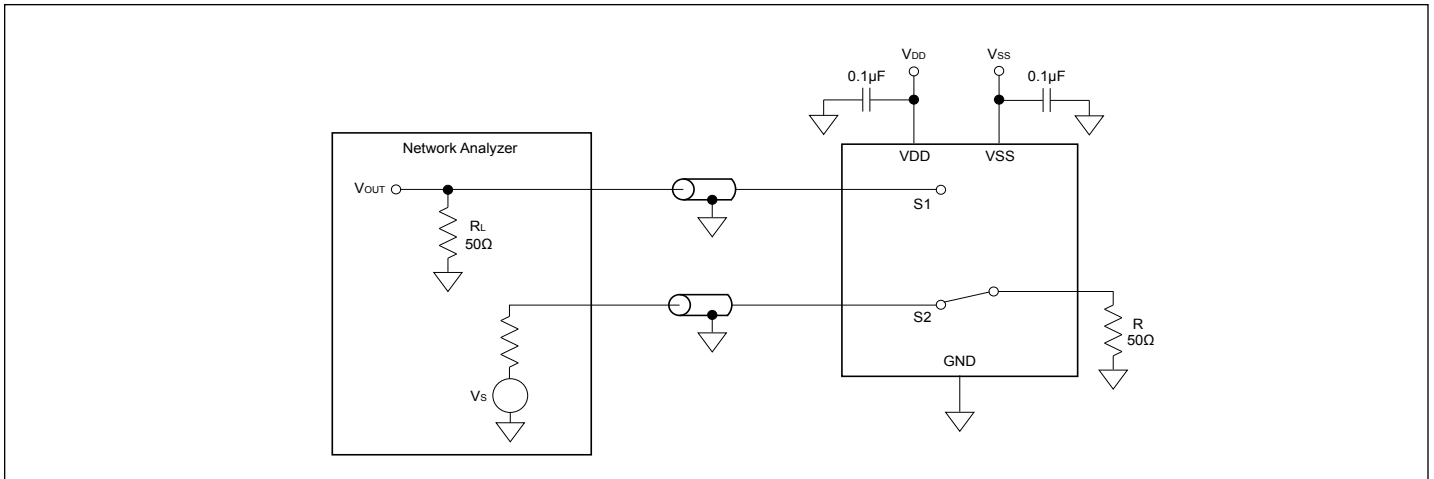 VDD
VSS
0.1µF
0.1µF
Network Analyzer
VDD
VSS
VOUT
S1
RL
50Ω
S2
R
50Ω
GND
VS